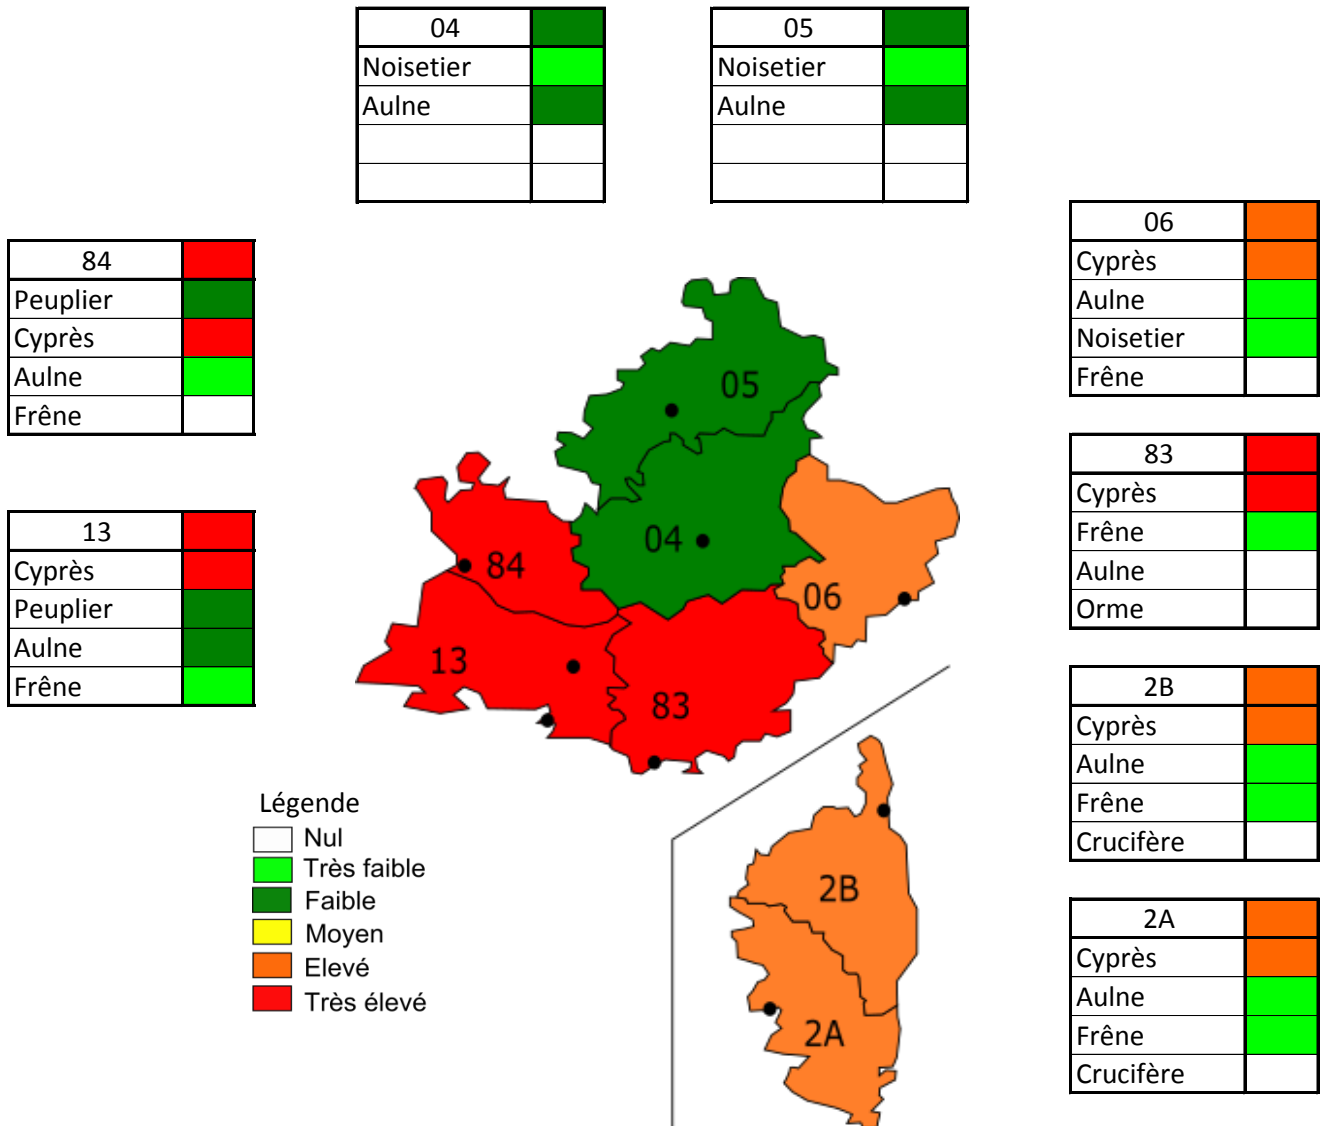 04
Noisetier
Aulne
05
Noisetier
Aulne
84
Peuplier
Cyprès
Aulne
Frêne
13
Cyprès
Peuplier
Aulne
Frêne
06
Cyprès
Aulne
Noisetier
Frêne
83
Cyprès
Frêne
Aulne
Orme
2B
Cyprès
Aulne
Frêne
Crucifère
2A
Cyprès
Aulne
Frêne
Crucifère
05
04
84
06
13
83
2B
2A
Légende
Nul
Très faible
Faible
Moyen
Elevé
Très élevé